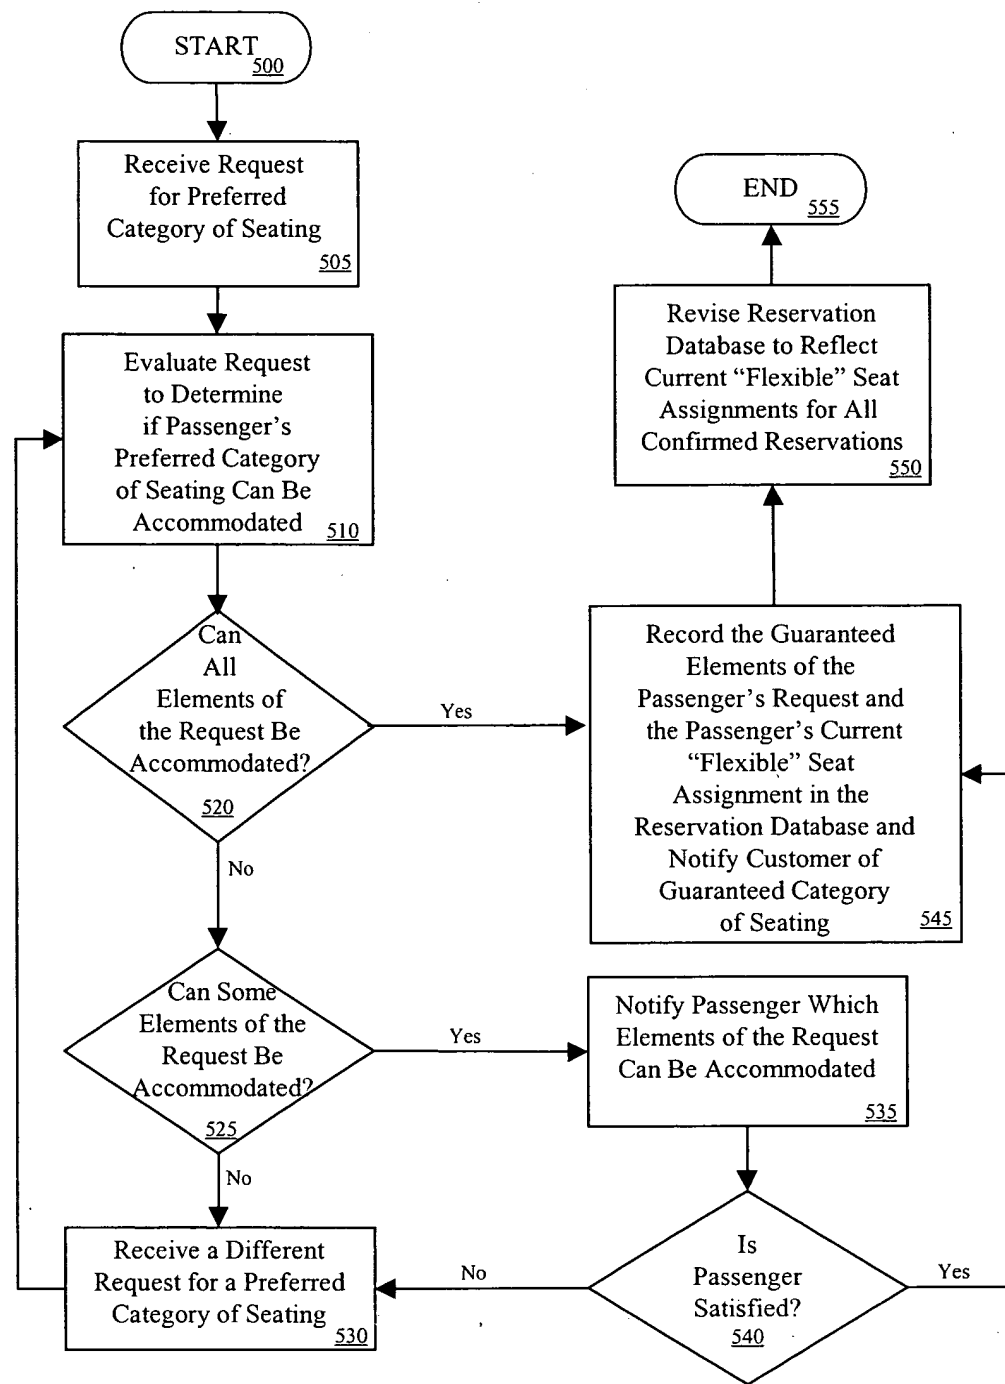 START
500
Receive Request
for Preferred
Category of Seating
505
Evaluate Request
to Determine
if Passenger's
Preferred Category
of Seating Can Be
Accommodated
510
Can
All
Elements of
the Request Be
Accommodated?
520
Yes
No
Can Some
Elements of the
Request Be
Accommodated?
525
Yes
No
Receive a Different
Request for a Preferred
Category of Seating
530
Notify Passenger Which
Elements of the Request
Can Be Accommodated
535
Is
Passenger
Satisfied?
540
No
Yes
Record the Guaranteed
Elements of the
Passenger's Request and
the Passenger's Current
“Flexible” Seat
Assignment in the
Reservation Database and
Notify Customer of
Guaranteed Category
of Seating
545
Revise Reservation
Database to Reflect
Current “Flexible” Seat
Assignments for All
Confirmed Reservations
550
END
555